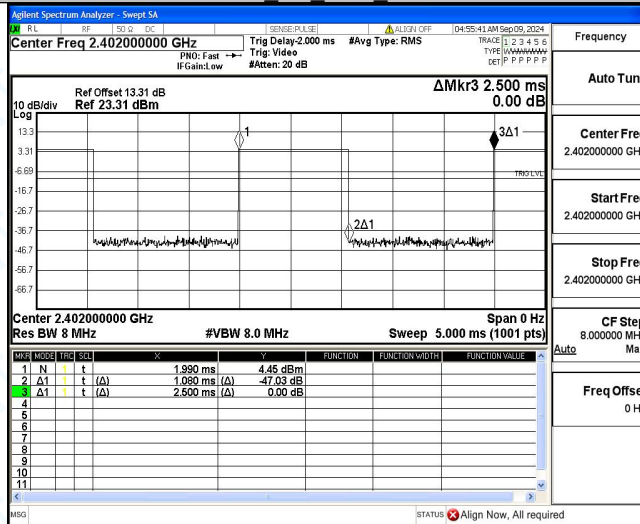 Agilent Spectrum Analyzer - Swept SA
RL RF 50 Ω DC SENSE:PULSE ALIGN OFF 04:55:41 AM Sep 09, 2024
Center Freq 2.402000000 GHz
PNO: Fast
IFGain:Low
Trig Delay-2.000 ms
Trig: Video
#Atten: 20 dB
#Avg Type: RMS
TRACE 1 2 3 4 5 6
TYPE W
DET P P P P P P
Ref Offset 13.31 dB
Ref 23.31 dBm
10 dB/div
Log
ΔMkr3 2.500 ms
0.00 dB
13.3
3.31
-6.69
-16.7
-26.7
-36.7
-46.7
-56.7
-66.7
1
2Δ1
3Δ1
TRIG LVL
Center 2.402000000 GHz Span 0 Hz
Res BW 8 MHz #VBW 8.0 MHz Sweep 5.000 ms (1001 pts)
MKR MODE TRC SCL X Y FUNCTION FUNCTION WIDTH FUNCTION VALUE
1 N 1 t 1.990 ms 4.45 dBm
2 Δ1 1 t (Δ) 1.080 ms (Δ) -47.03 dB
3 Δ1 1 t (Δ) 2.500 ms (Δ) 0.00 dB
4
5
6
7
8
9
10
11
MSG STATUS Align Now, All required
Frequency
Auto Tun
Center Fre
2.402000000 GH
Start Fre
2.402000000 GH
Stop Fre
2.402000000 GH
CF Ste
8.000000 MH
Auto Ma
Freq Offse
0 H